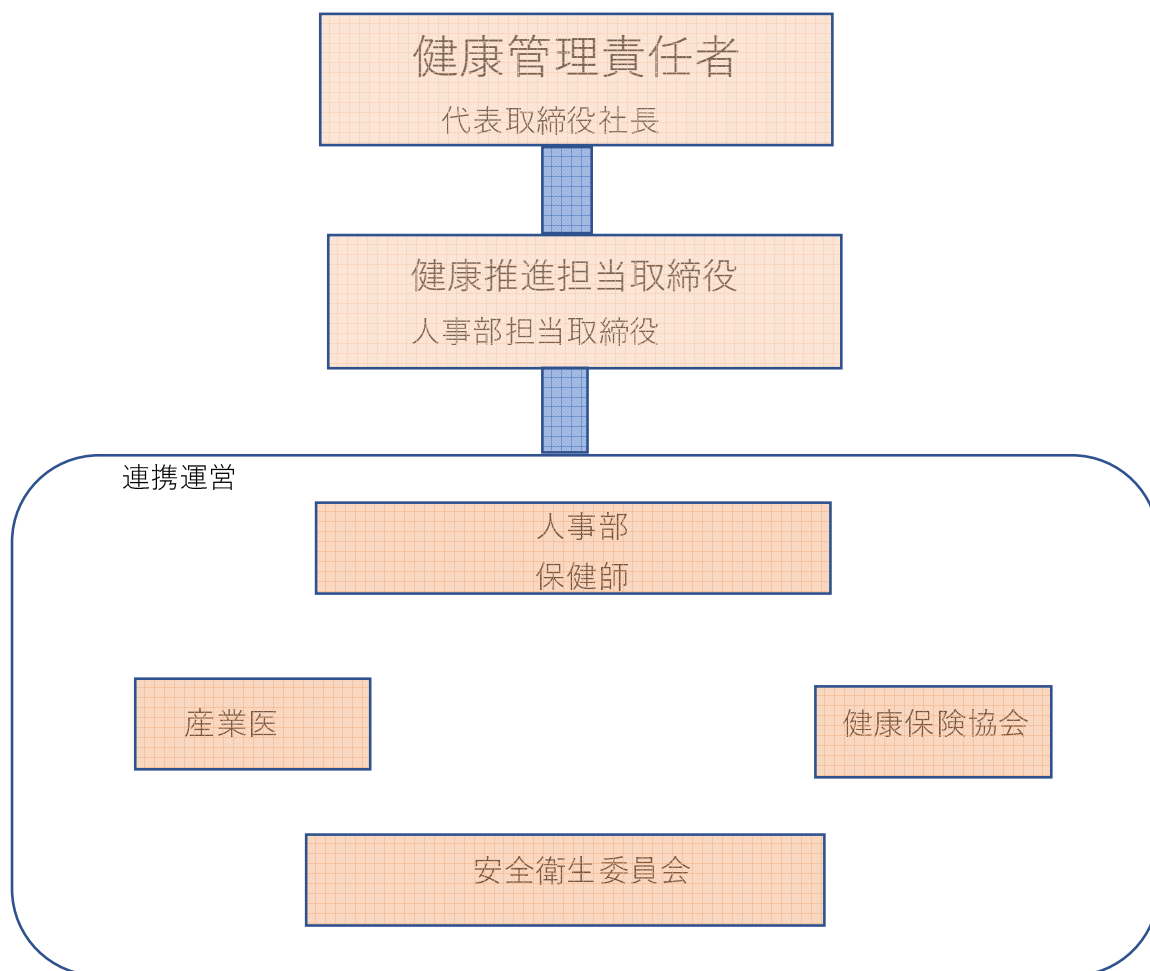 健康管理責任者
代表取締役社長
健康推進担当取締役
人事部担当取締役
連携運営
人事部
保健師
産業医
健康保険協会
安全衛生委員会